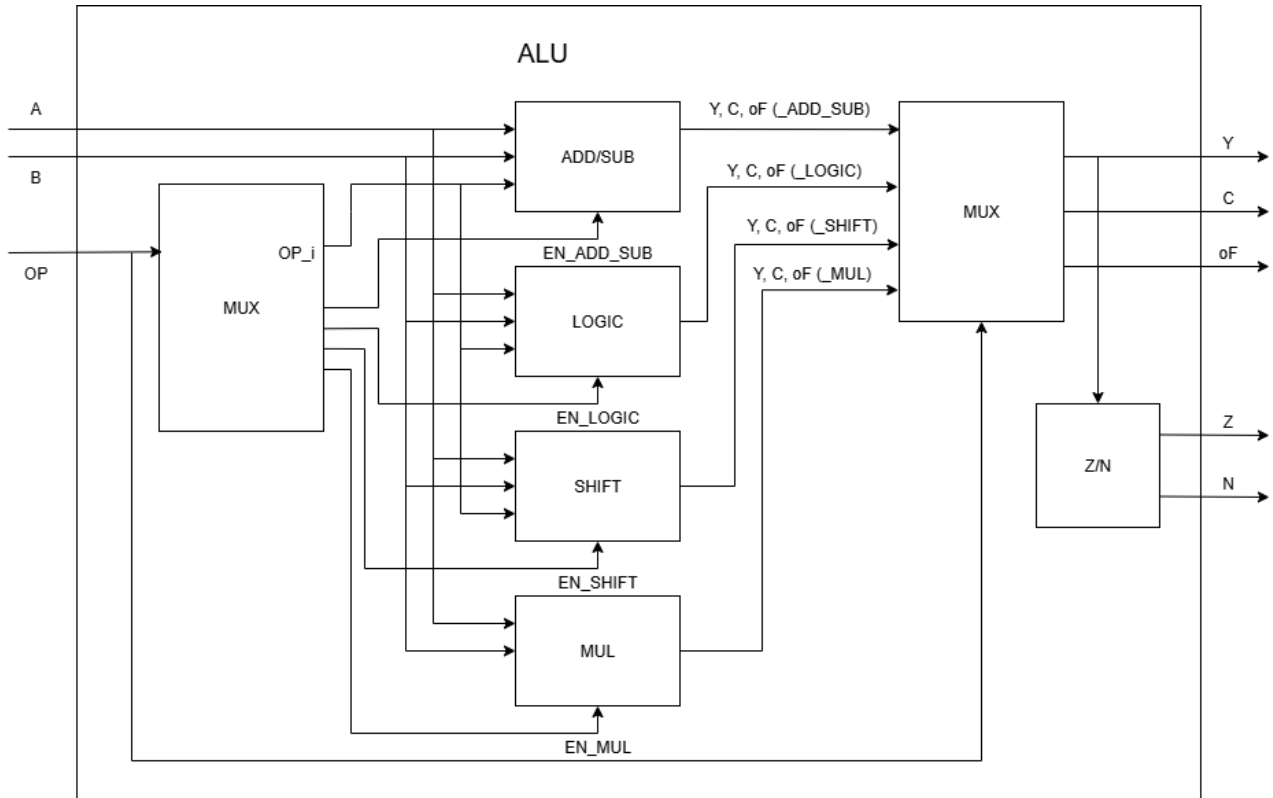 ALU
A
B
OP
OP_i
MUX
ADD/SUB
EN_ADD_SUB
LOGIC
EN_LOGIC
SHIFT
EN_SHIFT
MUL
EN_MUL
Y, C, oF (_ADD_SUB)
Y, C, oF (_LOGIC)
Y, C, oF (_SHIFT)
Y, C, oF (_MUL)
MUX
Y
C
oF
Z/N
Z
N